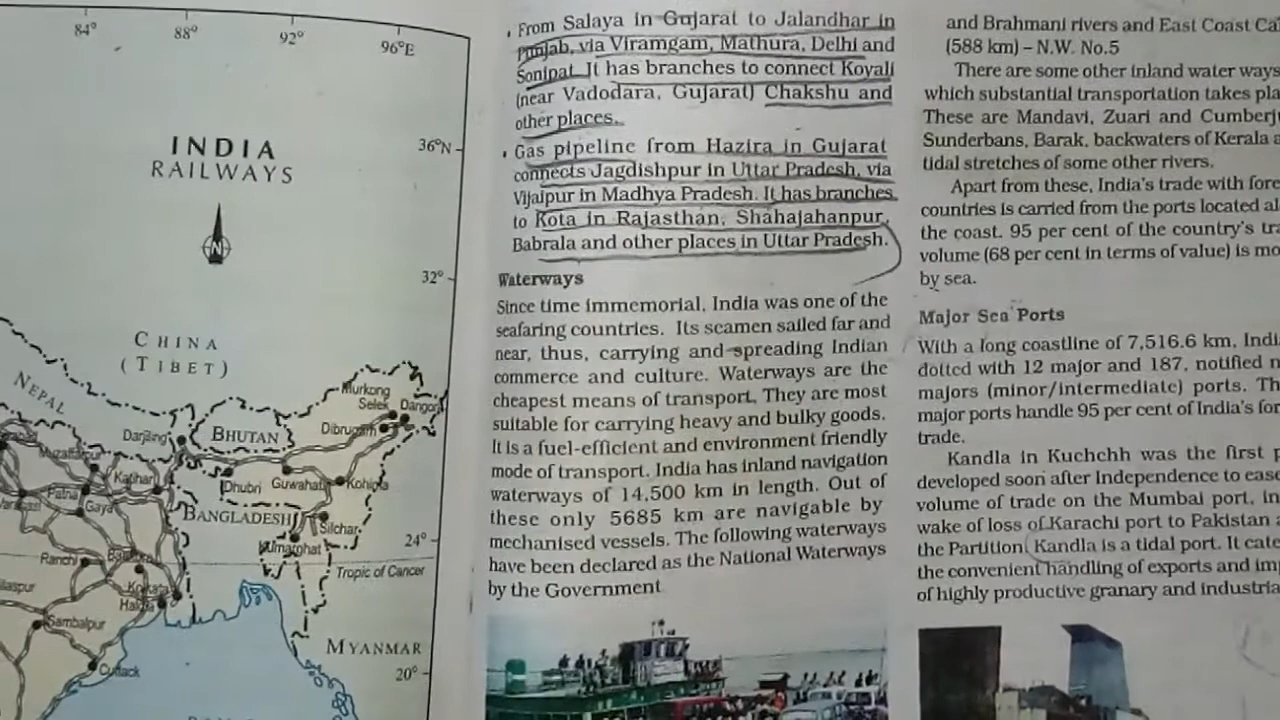 84°
88°
92°
96°E
INDIA
RAILWAYS
N
36°N
32°
CHINA
(TIBET)
NEPAL
Murkong
Selek
Dangori
Dibrugarh
Darjiling
BHUTAN
Muzaffarpur
Katihar
Dhubri
Guwahati
Kohima
Patna
Varanasi
Gaya
BANGLADESH
Silchar
Kumarghat
24°
Ranchi
Tropic of Cancer
Kolkata
Haldia
Sambalpur
MYANMAR
Cuttack
20°
From Salaya in Gujarat to Jalandhar in
Punjab, via Viramgam, Mathura, Delhi and
Sonipat. It has branches to connect Koyali
(near Vadodara, Gujarat) Chakshu and
other places.
Gas pipeline from Hazira in Gujarat
connects Jagdishpur in Uttar Pradesh, via
Vijaipur in Madhya Pradesh. It has branches
to Kota in Rajasthan, Shahajahanpur,
Babrala and other places in Uttar Pradesh.
Waterways
Since time immemorial, India was one of the
seafaring countries. Its seamen sailed far and
near, thus, carrying and spreading Indian
commerce and culture. Waterways are the
cheapest means of transport. They are most
suitable for carrying heavy and bulky goods.
It is a fuel-efficient and environment friendly
mode of transport. India has inland navigation
waterways of 14,500 km in length. Out of
these only 5685 km are navigable by
mechanised vessels. The following waterways
have been declared as the National Waterways
by the Government
and Brahmani rivers and East Coast Ca
(588 km) – N.W. No.5
There are some other inland water ways
which substantial transportation takes pla
These are Mandavi, Zuari and Cumberj
Sunderbans, Barak, backwaters of Kerala a
tidal stretches of some other rivers.
Apart from these, India's trade with fore
countries is carried from the ports located al
the coast. 95 per cent of the country's tra
volume (68 per cent in terms of value) is mo
by sea.
Major Sea Ports
With a long coastline of 7,516.6 km, Indi
dotted with 12 major and 187, notified n
majors (minor/intermediate) ports. Th
major ports handle 95 per cent of India's for
trade.
Kandla in Kuchchh was the first p
developed soon after Independence to ease
volume of trade on the Mumbai port, in
wake of loss of Karachi port to Pakistan
the Partition. Kandla is a tidal port. It cate
the convenient handling of exports and imp
of highly productive granary and industria